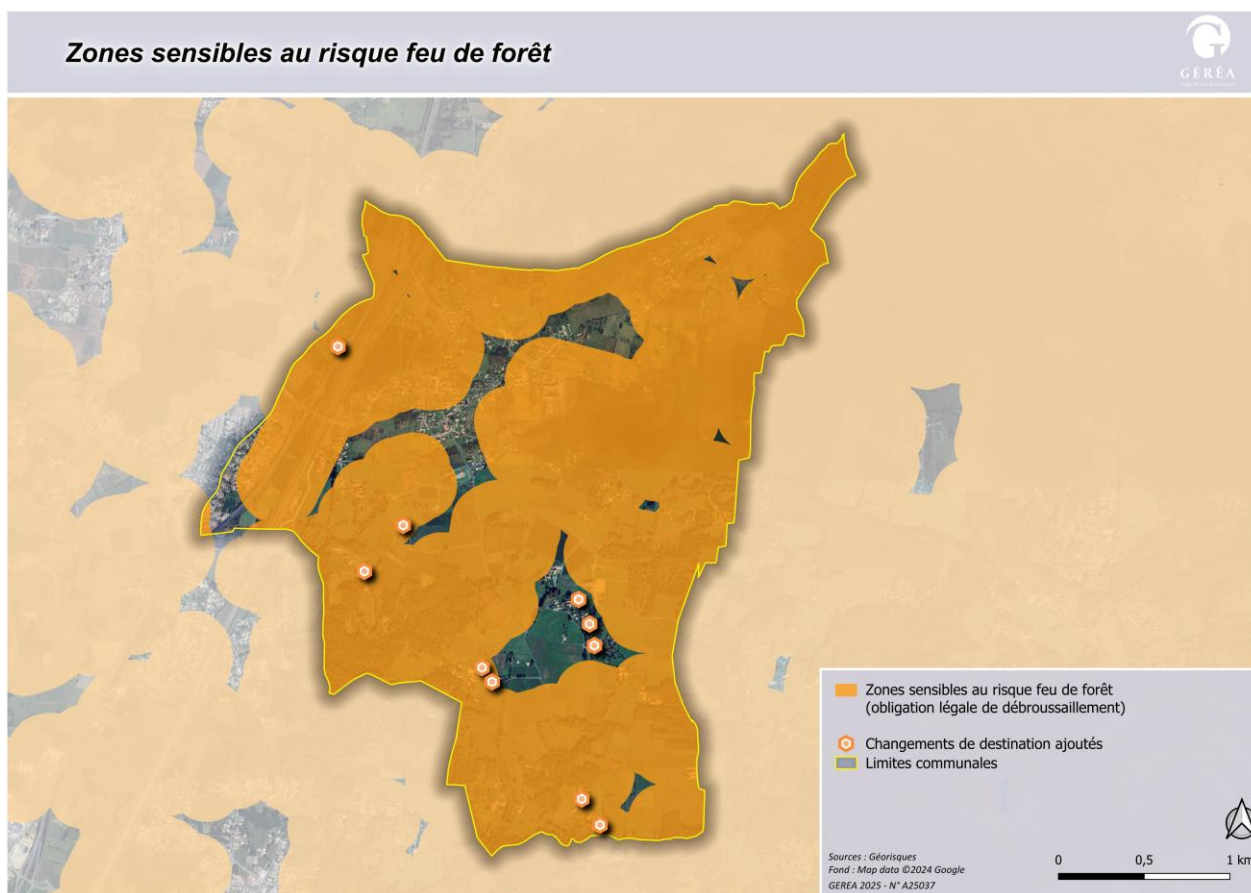 Zones sensibles au risque feu de forêt
GÉRÉA
Zones sensibles au risque feu de forêt
(obligation légale de débroussaillement)
Changements de destination ajoutés
Limites communales
Sources : Géorisques
Fond : Map data ©2024 Google
GEREA 2025 - N° A25037
0 0,5 1 km